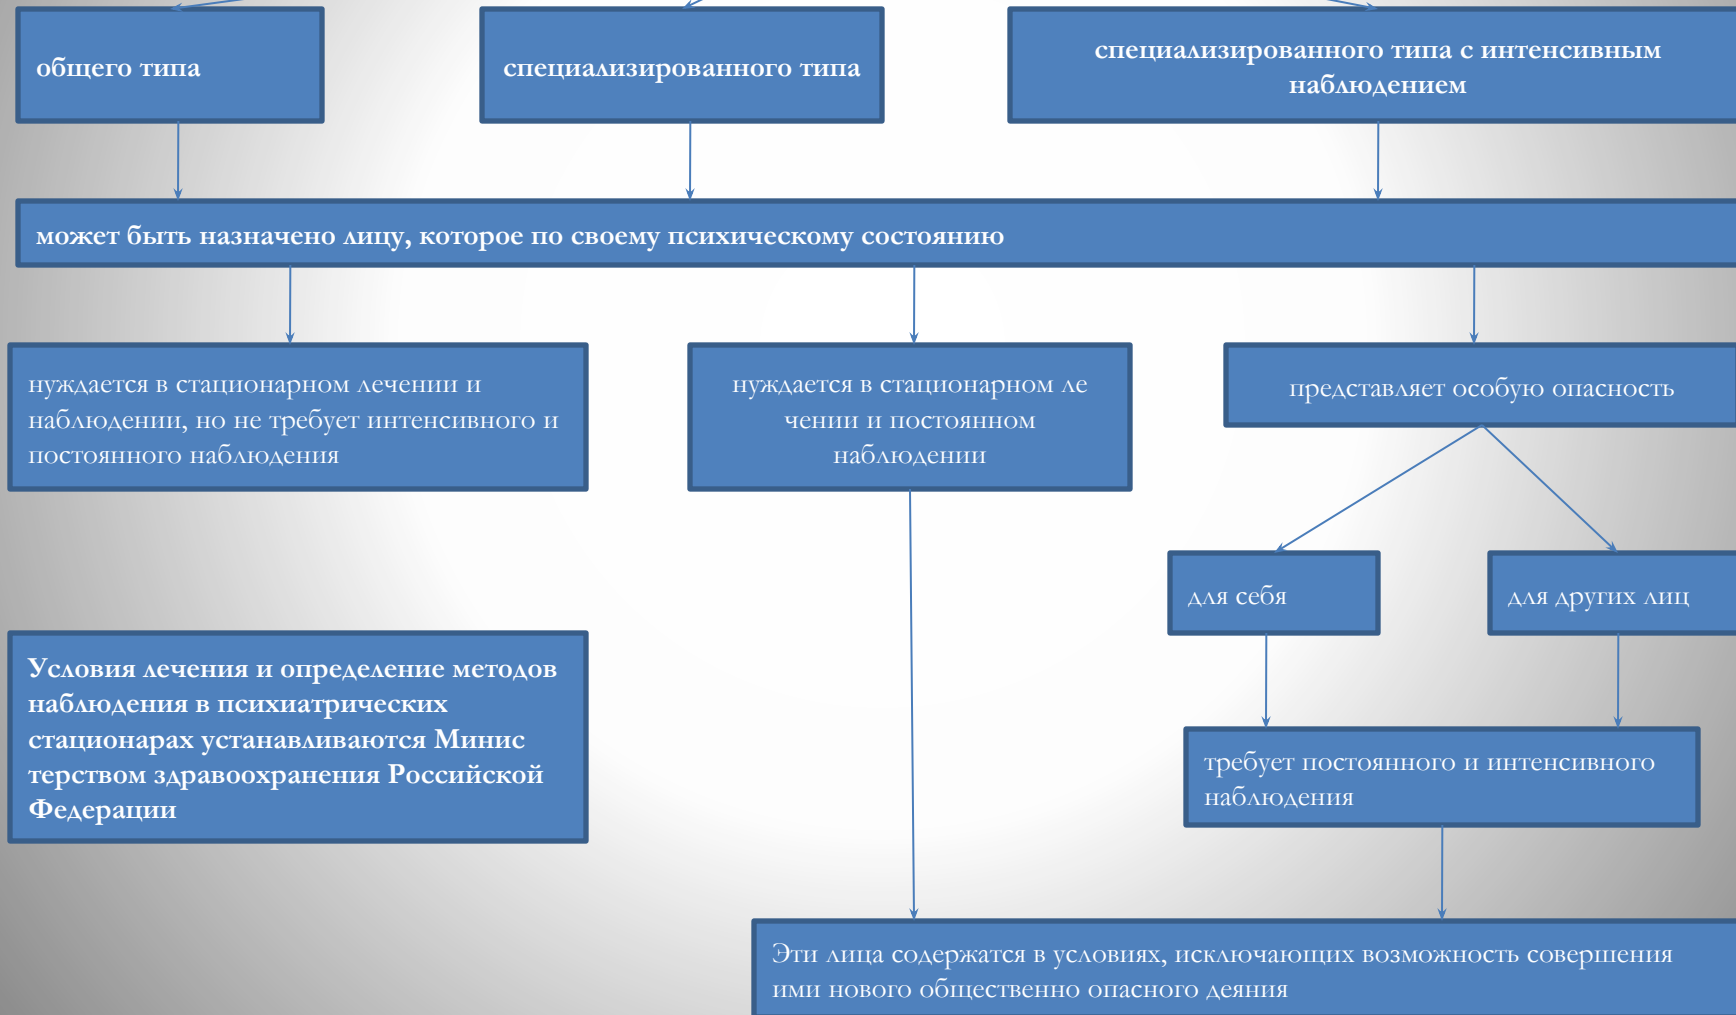 общего типа
специализированного типа
специализированного типа с интенсивным
наблюдением
может быть назначено лицу, которое по своему психическому состоянию
нуждается в стационарном лечении и
наблюдении, но не требует интенсивного и
постоянного наблюдения
нуждается в стационарном ле
чении и постоянном
наблюдении
представляет особую опасность
для себя
для других лиц
Условия лечения и определение методов
наблюдения в психиатрических
стационарах устанавливаются Минис
терством здравоохранения Российской
Федерации
требует постоянного и интенсивного
наблюдения
Эти лица содержатся в условиях, исключающих возможность совершения
ими нового общественно опасного деяния